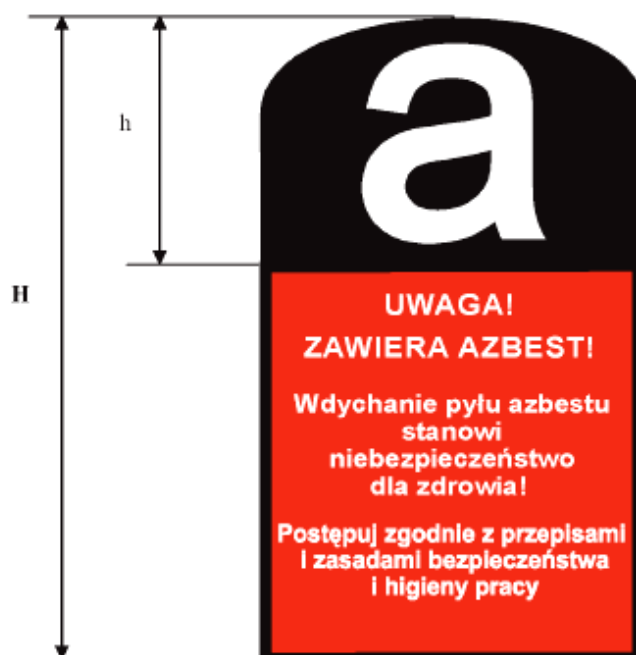 a
h
H
UWAGA!
ZAWIERA AZBEST!
Wdychanie pyłu azbestu
stanowi
niebezpieczeństwo
dla zdrowia!
Postępuj zgodnie z przepisami
i zasadami bezpieczeństwa
i higieny pracy